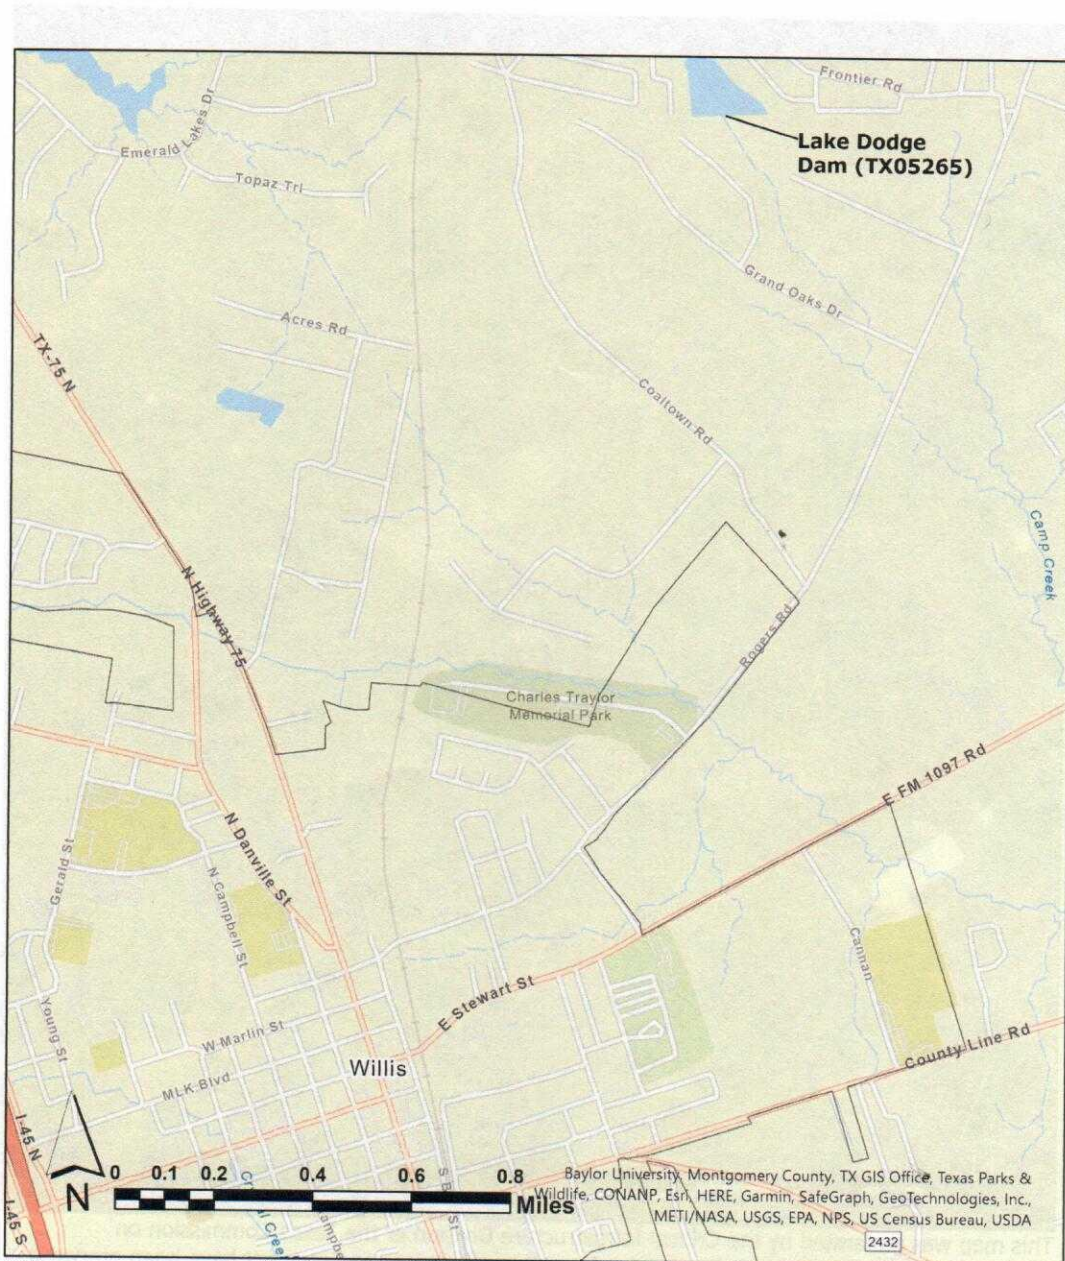 Frontier Rd
Lake Dodge
Dam (TX05265)
Emerald Lakes Dr
Topaz Trl
Grand Oaks Dr
Acres Rd
TX-75 N
Coaltown Rd
Camp Creek
N Highway 75
Rogers Rd
Charles Traylor
Memorial Park
E FM 1097 Rd
Gerald St
N Danville St
N Campbell St
Cannan
E Stewart St
Young St
W Marlin St
County Line Rd
Willis
MLK Blvd
I-45 N
I-45 S
N
0 0.1 0.2 0.4 0.6 0.8
Miles
Baylor University, Montgomery County, TX GIS Office, Texas Parks &
Wildlife, CONANP, Esri, HERE, Garmin, SafeGraph, GeoTechnologies, Inc.,
METI/NASA, USGS, EPA, NPS, US Census Bureau, USDA
2432